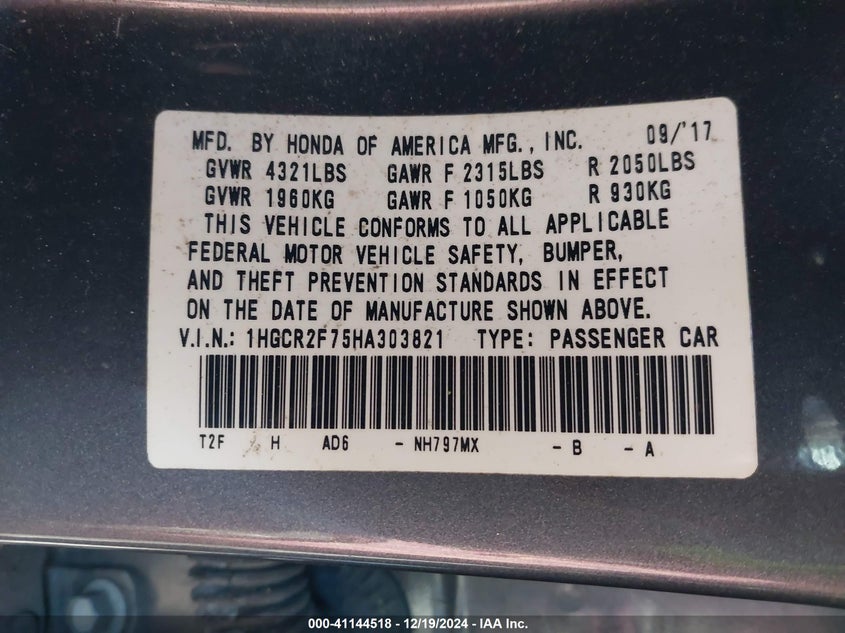 MFD. BY HONDA OF AMERICA MFG., INC. 09/'17
GVWR 4321LBS GAWR F 2315LBS R 2050LBS
GVWR 1960KG GAWR F 1050KG R 930KG
THIS VEHICLE CONFORMS TO ALL APPLICABLE
FEDERAL MOTOR VEHICLE SAFETY, BUMPER,
AND THEFT PREVENTION STANDARDS IN EFFECT
ON THE DATE OF MANUFACTURE SHOWN ABOVE.
V.I.N.: 1HGCR2F75HA303821 TYPE: PASSENGER CAR
T2F H AD6 - NH797MX - B - A
000-41144518 - 12/19/2024 - IAA Inc.